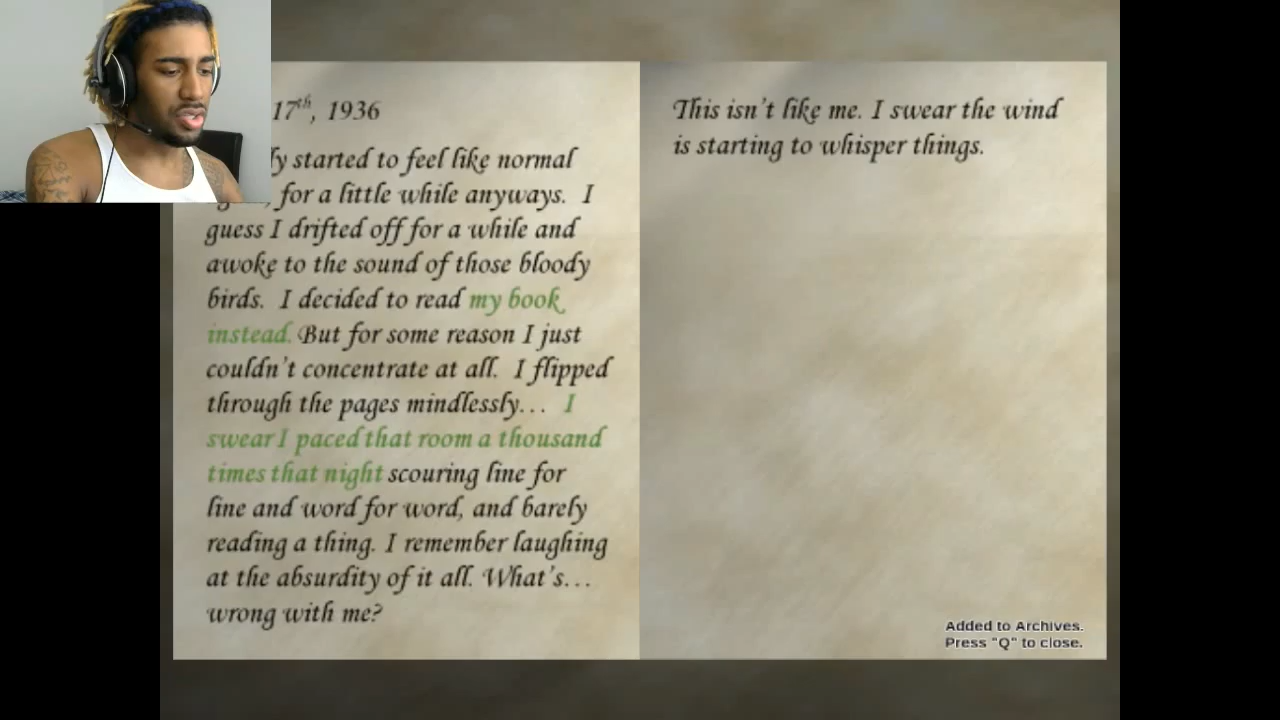 17th, 1936
started to feel like normal
for a little while anyways. I
guess I drifted off for a while and
awoke to the sound of those bloody
birds. I decided to read my book
instead. But for some reason I just
couldn't concentrate at all. I flipped
through the pages mindlessly... I
swear I paced that room a thousand
times that night scouring line for
line and word for word, and barely
reading a thing. I remember laughing
at the absurdity of it all. What's...
wrong with me?
This isn't like me. I swear the wind
is starting to whisper things.
Added to Archives.
Press "Q" to close.